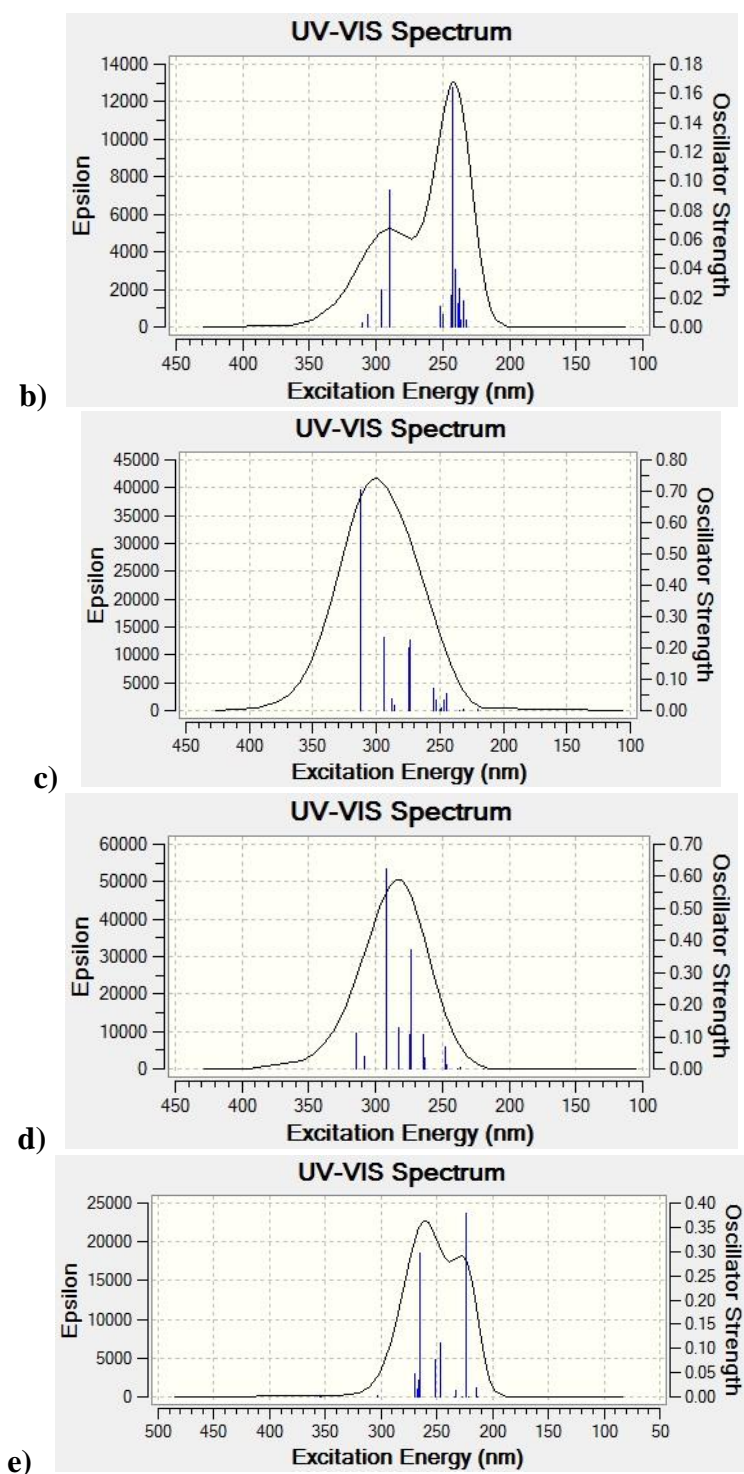 UV-VIS Spectrum
14000
12000
10000
8000
6000
4000
2000
0
Epsilon
0.18
0.16
0.14
0.12
0.10
0.08
0.06
0.04
0.02
0.00
Oscillator Strength
450 400 350 300 250 200 150 100
Excitation Energy (nm)
b)
UV-VIS Spectrum
45000
40000
35000
30000
25000
20000
15000
10000
5000
0
Epsilon
0.80
0.70
0.60
0.50
0.40
0.30
0.20
0.10
0.00
Oscillator Strength
450 400 350 300 250 200 150 100
Excitation Energy (nm)
c)
UV-VIS Spectrum
60000
50000
40000
30000
20000
10000
0
Epsilon
0.70
0.60
0.50
0.40
0.30
0.20
0.10
0.00
Oscillator Strength
450 400 350 300 250 200 150 100
Excitation Energy (nm)
d)
UV-VIS Spectrum
25000
20000
15000
10000
5000
0
Epsilon
0.40
0.35
0.30
0.25
0.20
0.15
0.10
0.05
0.00
Oscillator Strength
500 450 400 350 300 250 200 150 100 50
Excitation Energy (nm)
e)